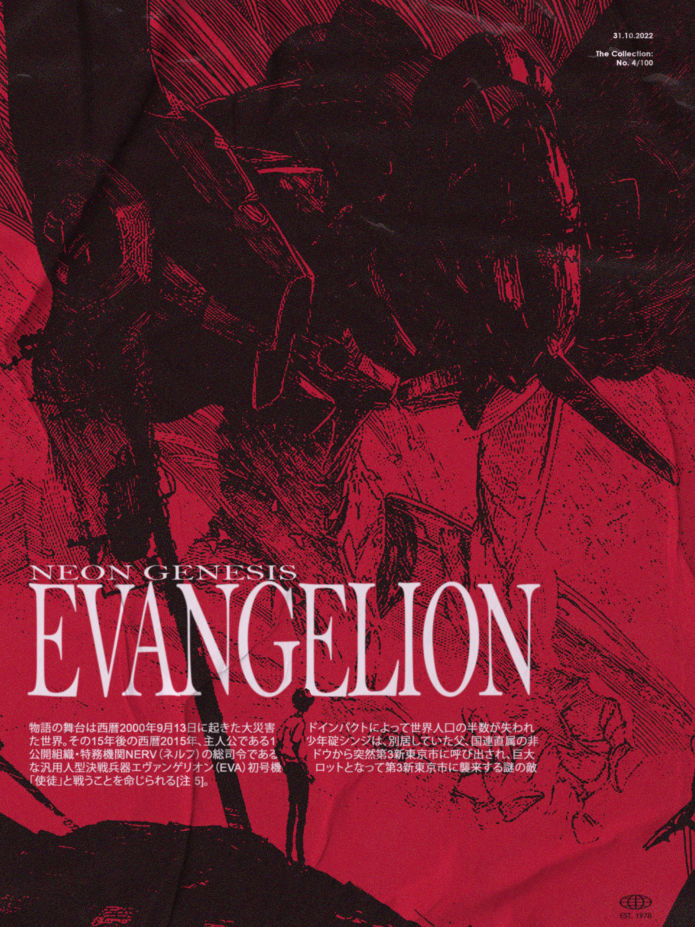 31.10.2022
The Collection:
No. 4/100
NEON GENESIS
EVANGELION
物語の舞台は西暦2000年9月13日に起きた大災害 ドインパクトによって世界人口の半数が失われ
た世界。その15年後の西暦2015年、主人公である1 少年碇シンジは、別居していた父、国連直属の非
公開組織・特務機関NERV(ネルフ)の総司令である ドウから突然第3新東京市に呼び出され、巨大
な汎用人型決戦兵器エヴァンゲリオン(EVA)初号機 ロットとなって第3新東京市に襲来する謎の敵
「使徒」と戦うことを命じられる[注 5]。
EST. 1978